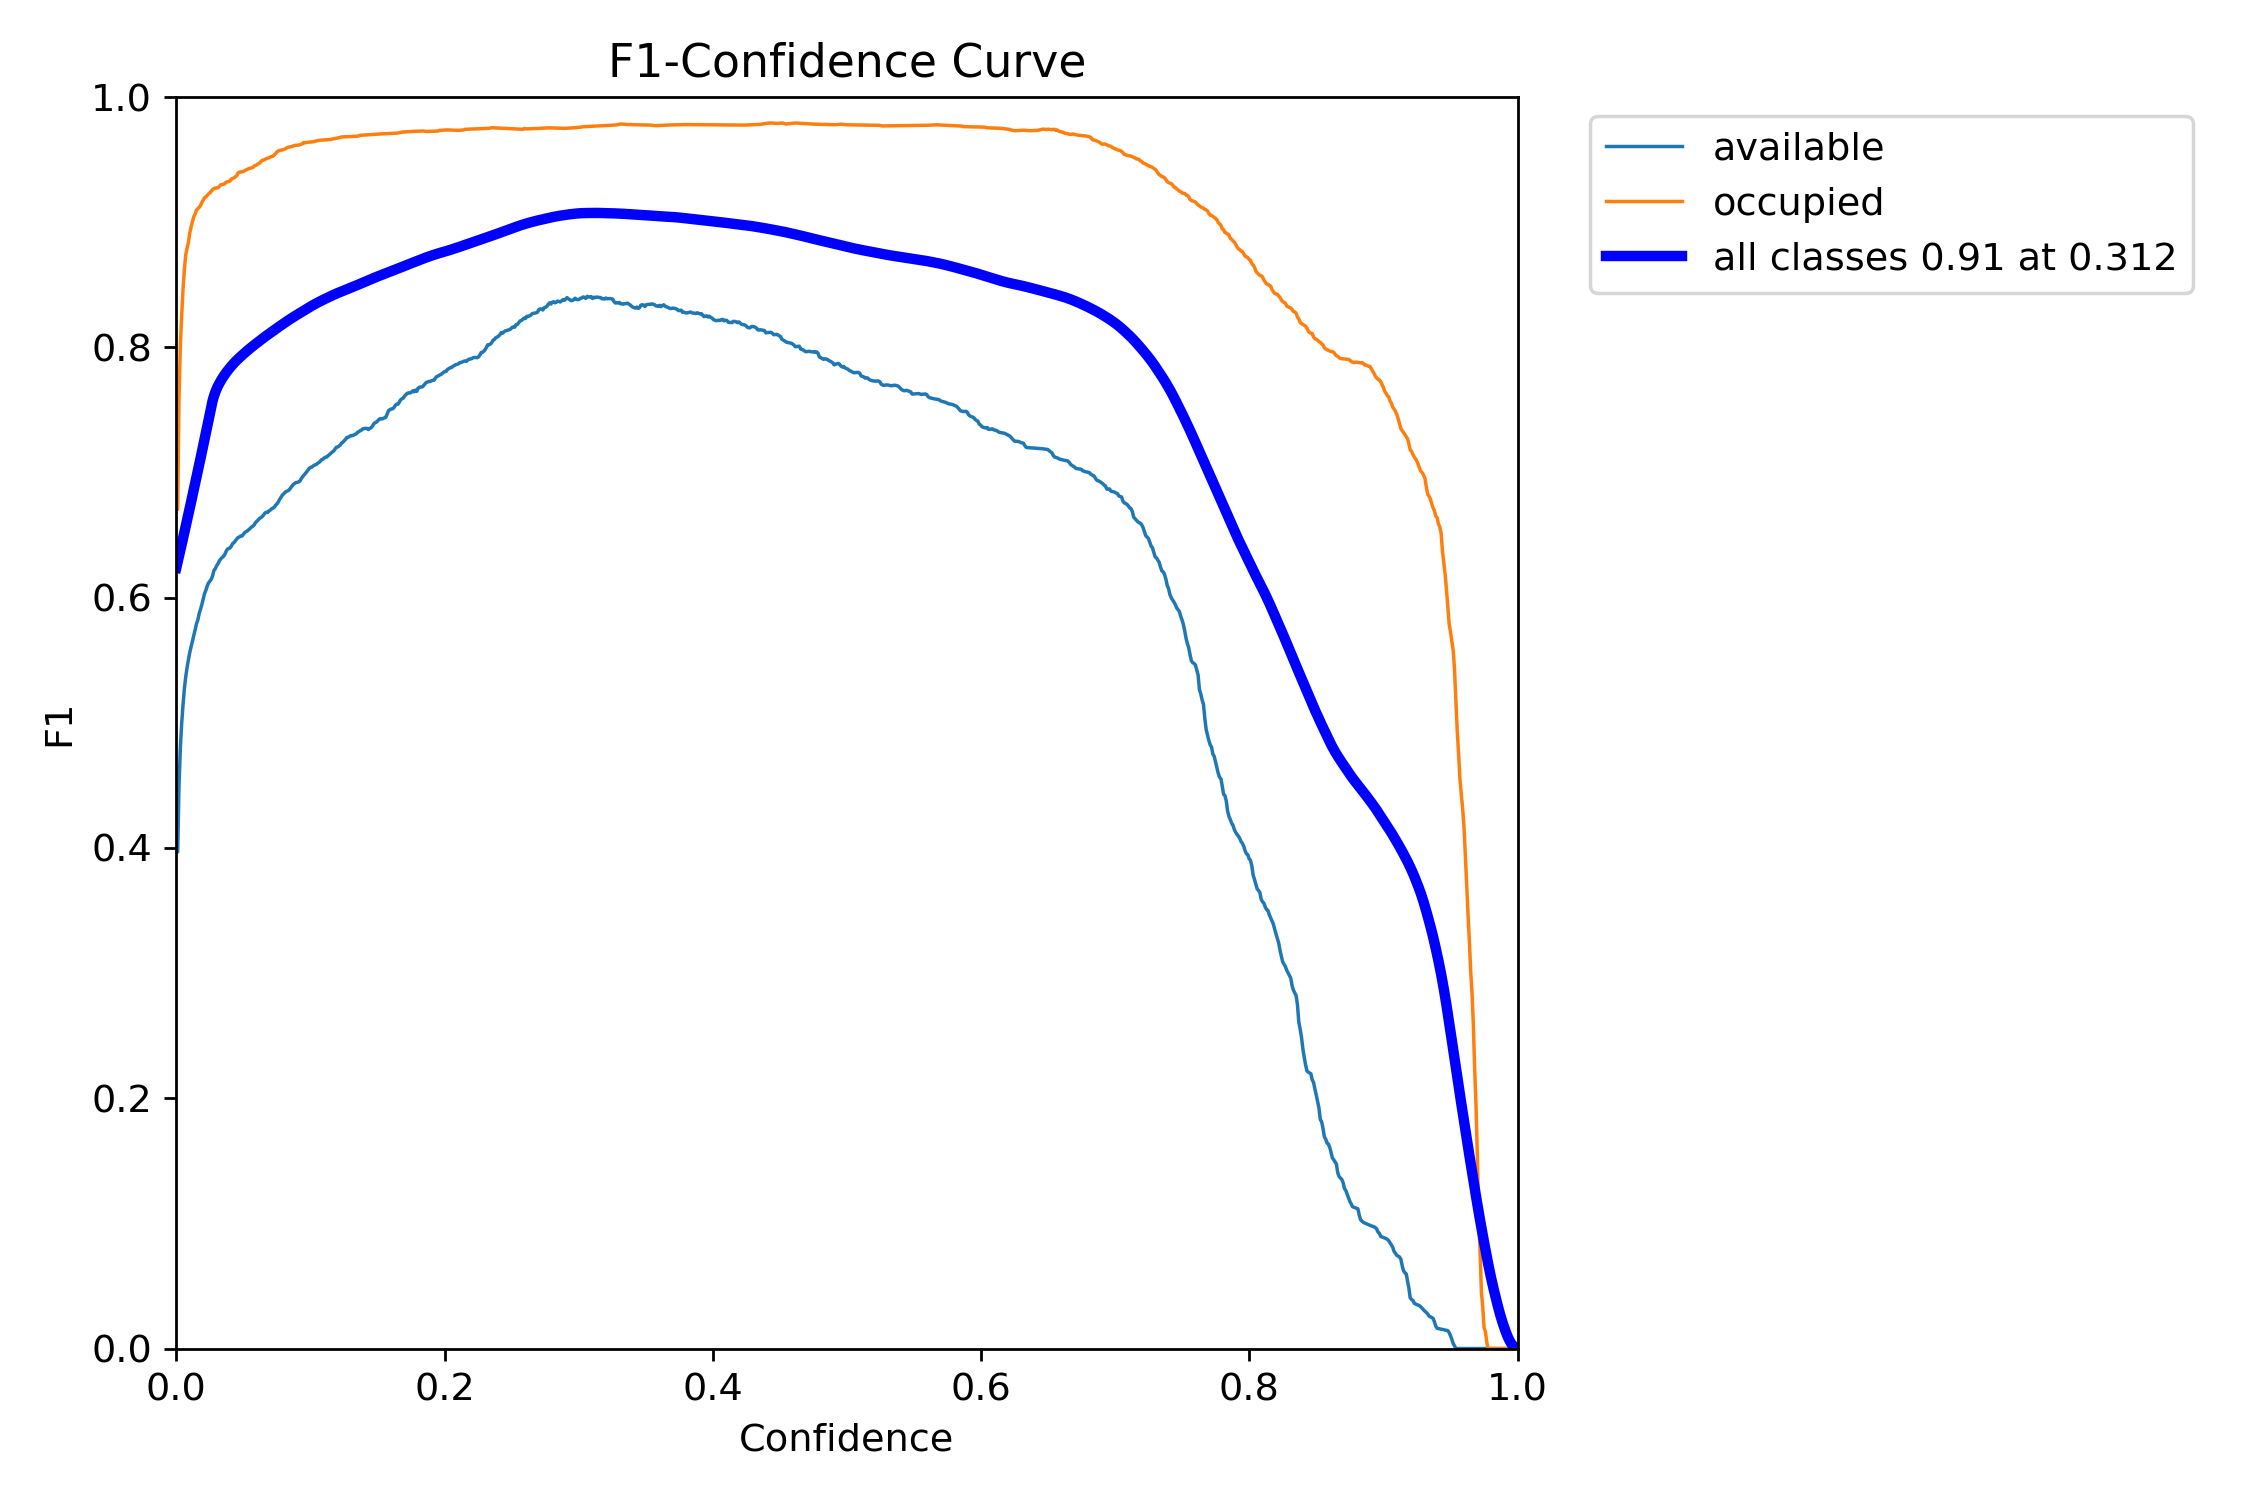 F1-Confidence Curve
1.0
0.8
0.6
0.4
0.2
0.0
F1
0.0 0.2 0.4 0.6 0.8 1.0
Confidence
available
occupied
all classes 0.91 at 0.312